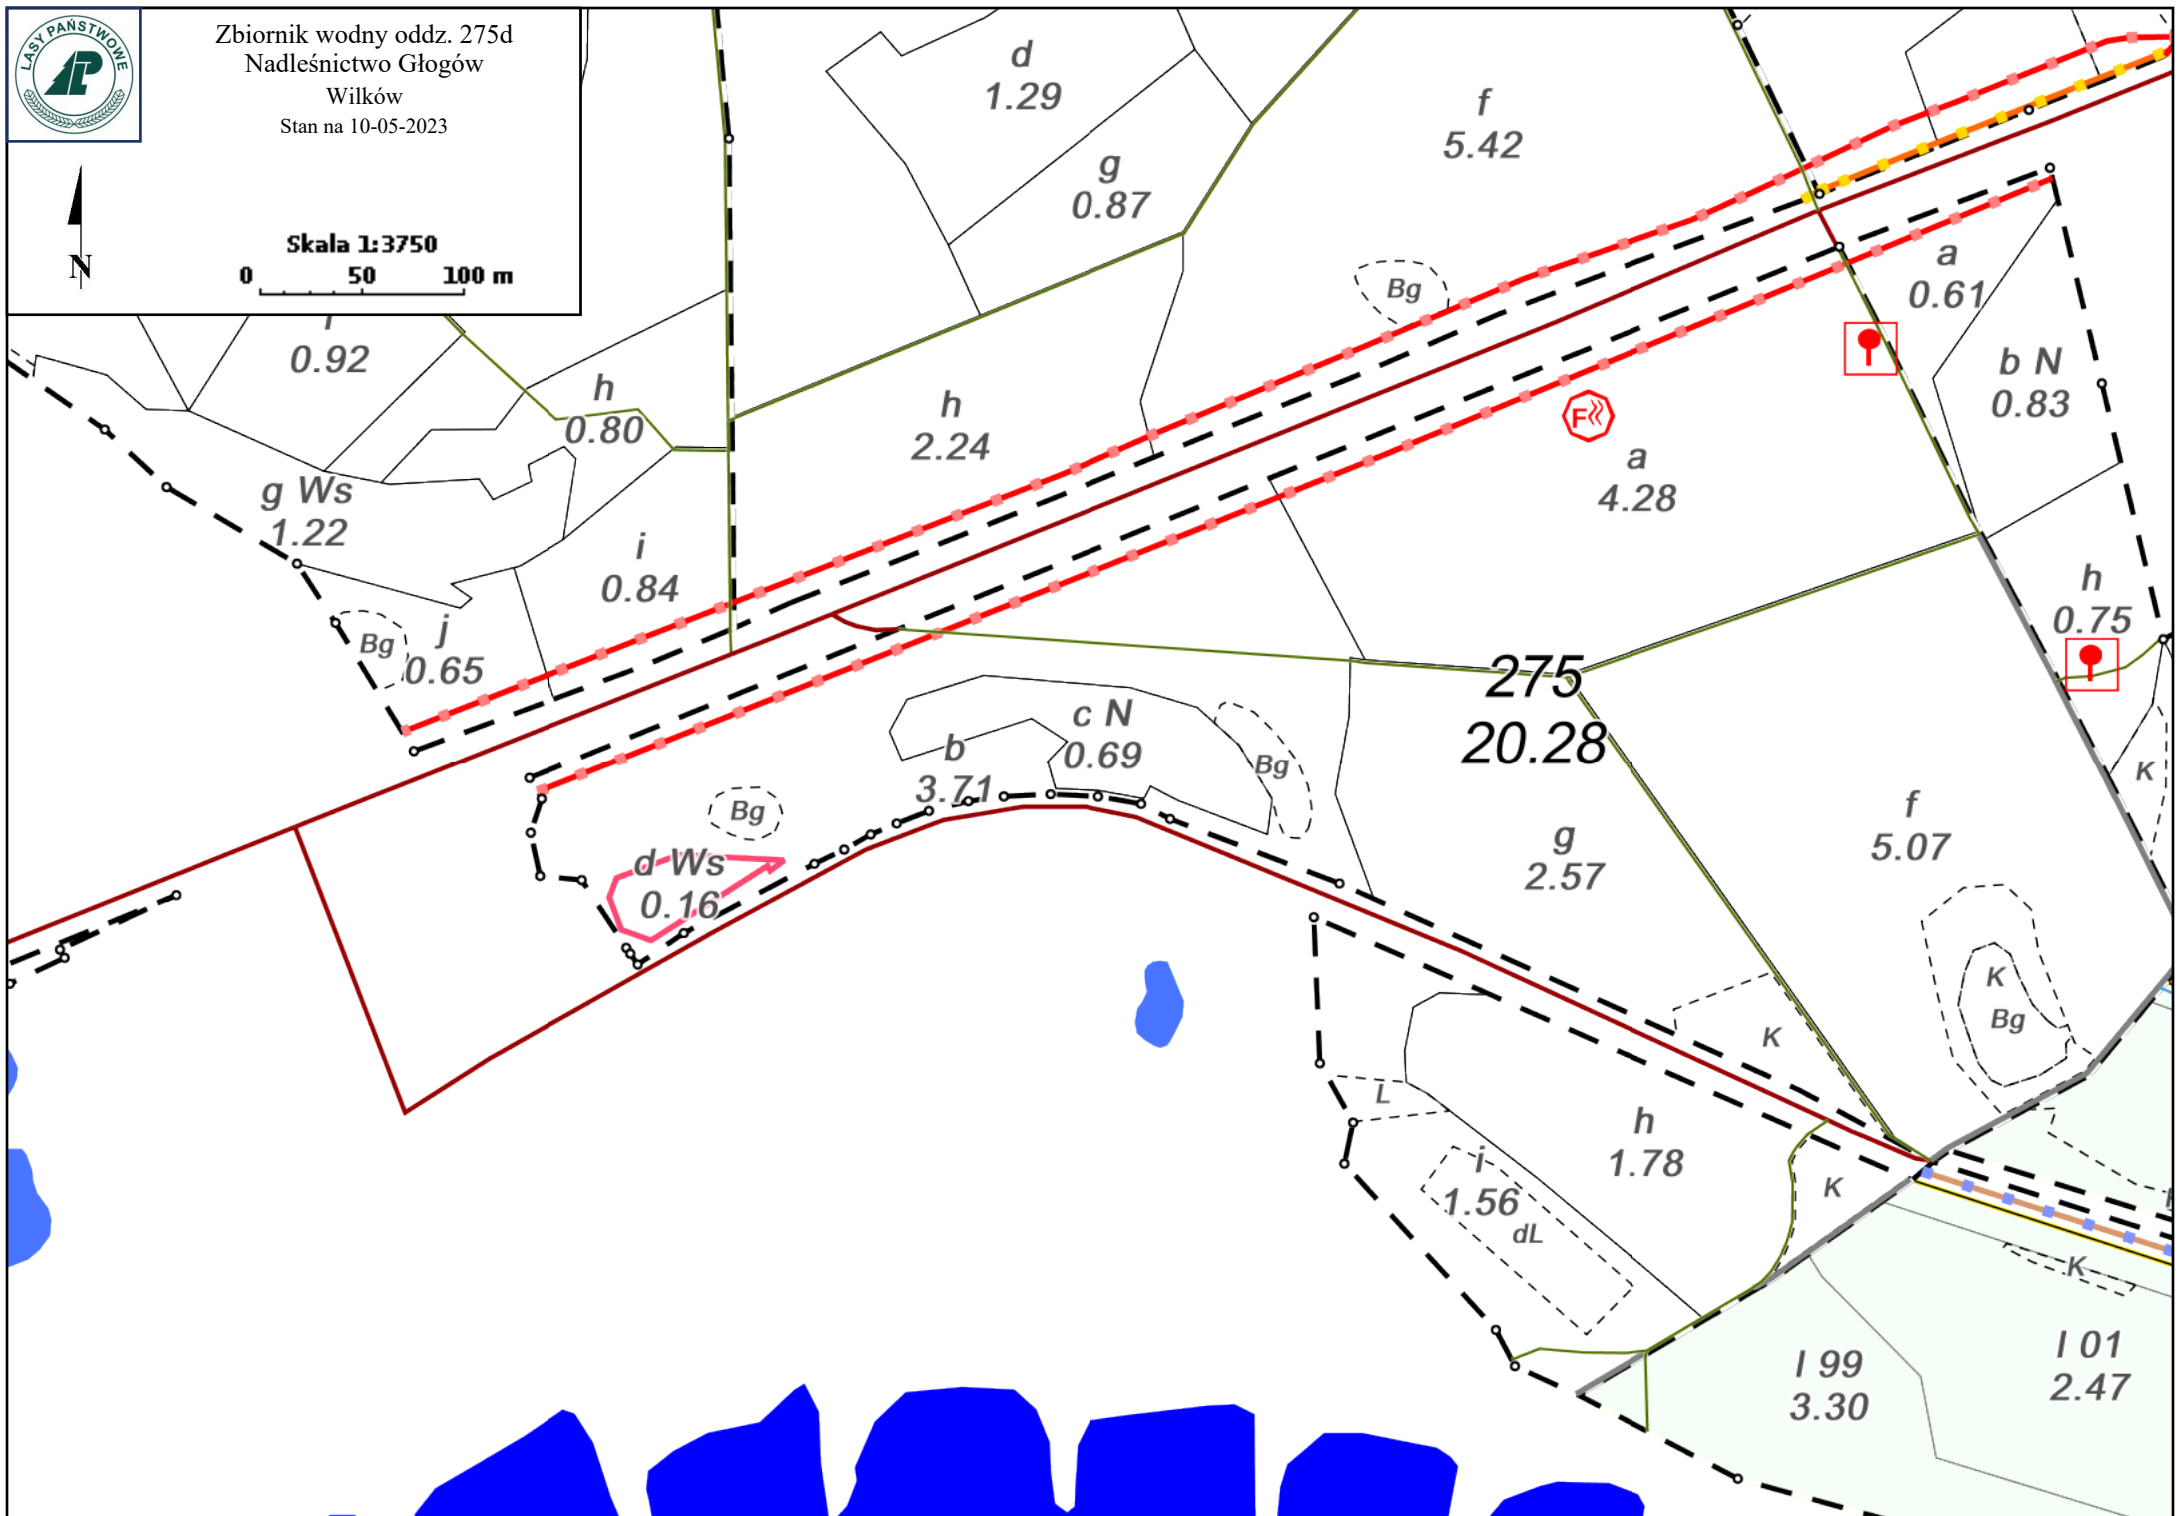 LASY PAŃSTWOWE
Zbiornik wodny oddz. 275d
Nadleśnictwo Głogów
Wilków
Stan na 10-05-2023
N
Skala 1:3750
0 50 100 m
d
1.29
g
0.87
f
5.42
Bg
a
0.61
b N
0.83
0.92
h
0.80
h
2.24
F
a
4.28
g Ws
1.22
i
0.84
h
0.75
Bg
j
0.65
275
20.28
c N
0.69
b
3.71
Bg
Bg
K
d Ws
0.16
g
2.57
f
5.07
K
Bg
K
L
h
1.78
i
1.56
dL
K
K
I 99
3.30
I 01
2.47